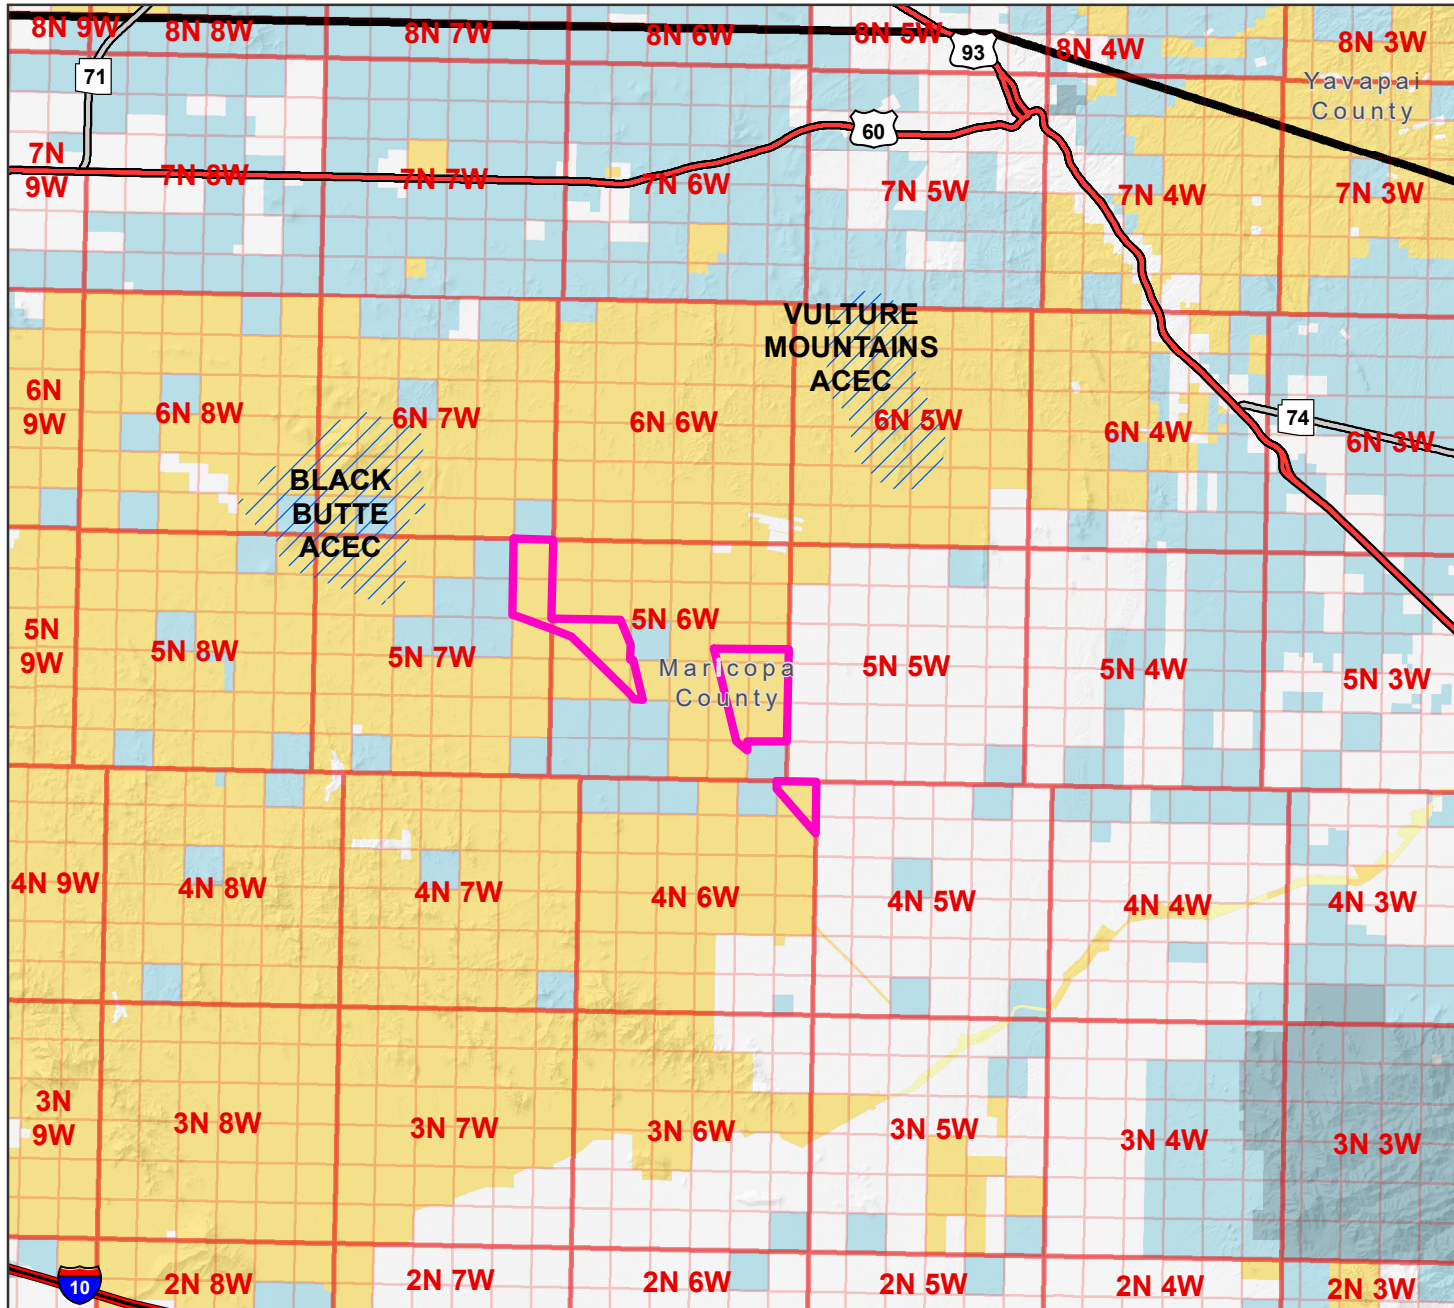 8N 9W
8N 8W
8N 7W
8N 6W
8N 5W
8N 4W
8N 3W
93
71
Yavapai
County
60
7N
9W
7N 8W
7N 7W
7N 6W
7N 5W
7N 4W
7N 3W
VULTURE
MOUNTAINS
ACEC
6N
9W
6N 8W
6N 7W
6N 6W
6N 5W
6N 4W
74
6N 3W
BLACK
BUTTE
ACEC
5N
9W
5N 8W
5N 7W
5N 6W
Maricopa
County
5N 5W
5N 4W
5N 3W
4N 9W
4N 8W
4N 7W
4N 6W
4N 5W
4N 4W
4N 3W
3N
9W
3N 8W
3N 7W
3N 6W
3N 5W
3N 4W
3N 3W
10
2N 8W
2N 7W
2N 6W
2N 5W
2N 4W
2N 3W